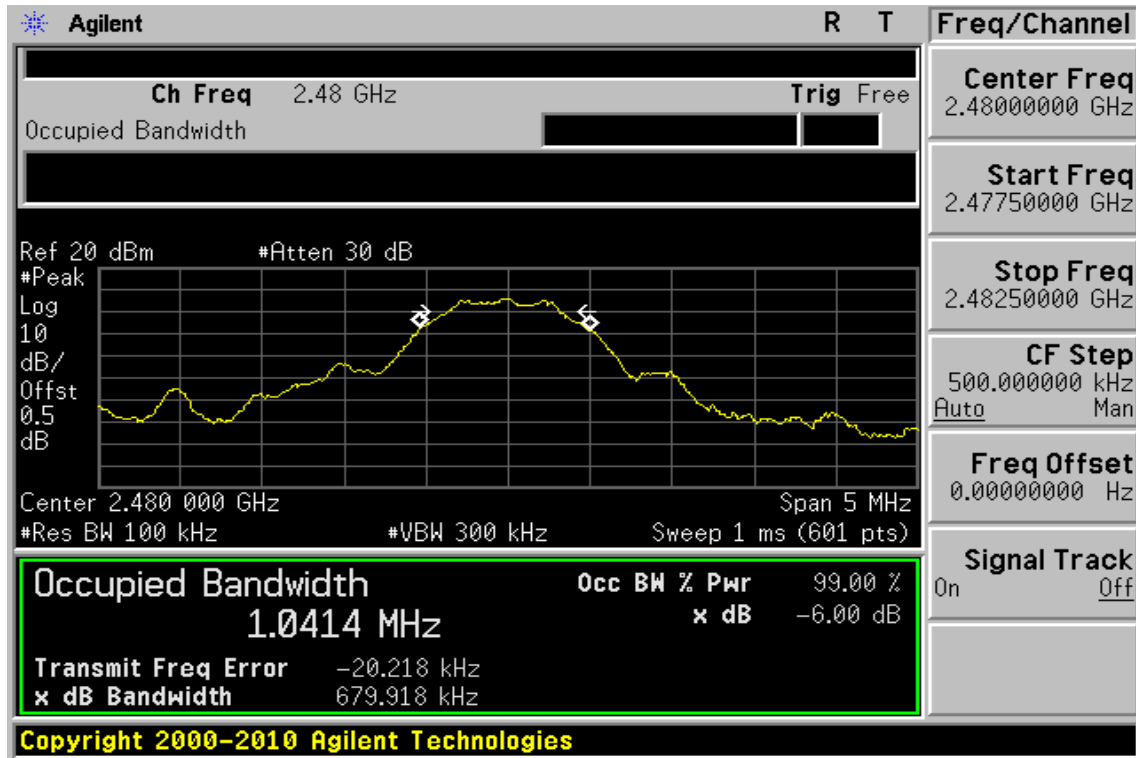 Agilent R T
Freq/Channel
Ch Freq 2.48 GHz Trig Free
Occupied Bandwidth
Center Freq
2.48000000 GHz
Start Freq
2.47750000 GHz
Stop Freq
2.48250000 GHz
CF Step
500.000000 kHz
Auto Man
Freq Offset
0.00000000 Hz
Signal Track
On Off
Ref 20 dBm #Atten 30 dB
#Peak
Log
10
dB/
Offst
0.5
dB
Center 2.480 000 GHz Span 5 MHz
#Res BW 100 kHz #VBW 300 kHz Sweep 1 ms (601 pts)
Occupied Bandwidth Occ BW % Pwr 99.00 %
1.0414 MHz x dB -6.00 dB
Transmit Freq Error -20.218 kHz
x dB Bandwidth 679.918 kHz
Copyright 2000-2010 Agilent Technologies